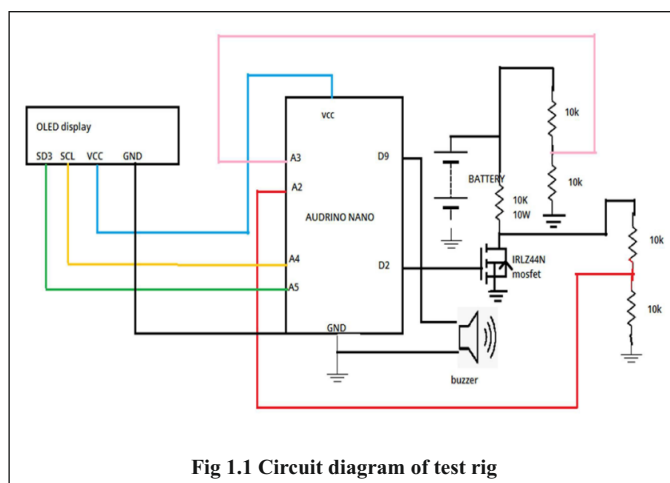 OLED display
SD3 SCL VCC GND
vcc
A3
A2
AUDRINO NANO
A4
A5
GND
D9
D2
BATTERY
10K
10W
10k
10k
IRLZ44N
mosfet
10k
10k
buzzer
Fig 1.1 Circuit diagram of test rig